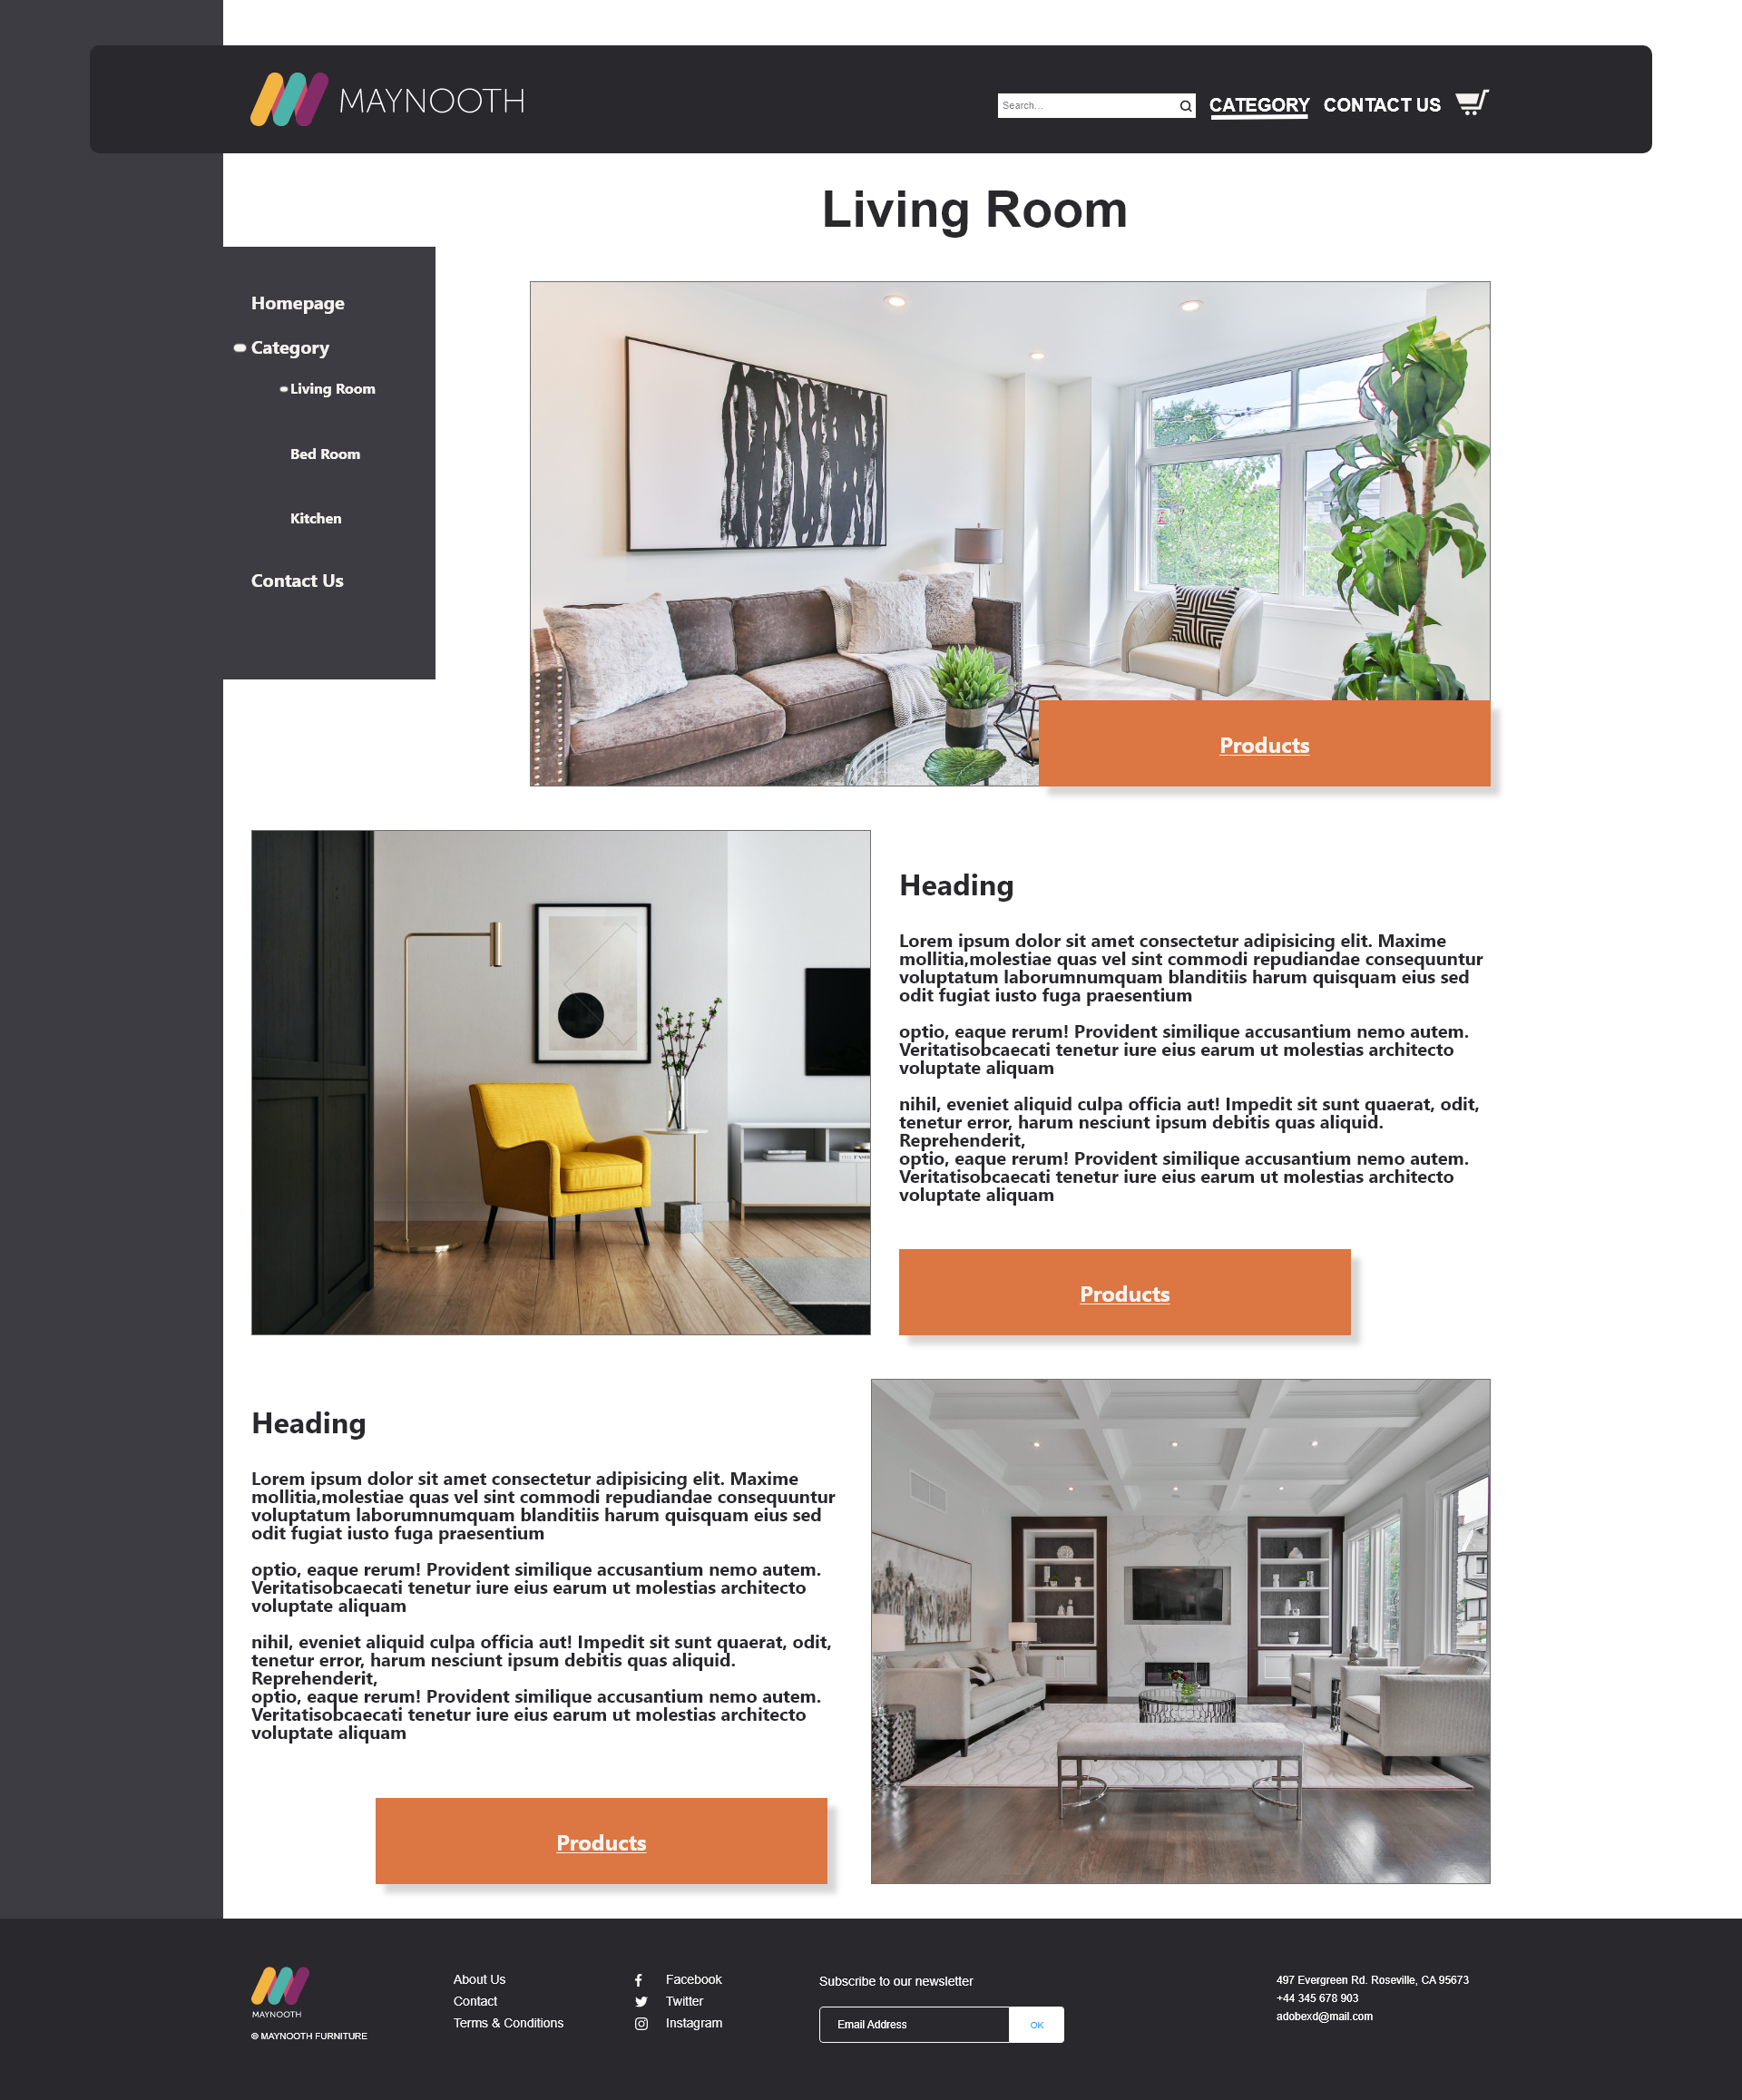 MAYNOOTH
Search...
CATEGORY
CONTACT US
Living Room
Homepage
Category
Living Room
Bed Room
Kitchen
Contact Us
Products
Heading
Lorem ipsum dolor sit amet consectetur adipisicing elit. Maxime
mollitia,molestiae quas vel sint commodi repudiandae consequuntur
voluptatum laborumnumquam blanditiis harum quisquam eius sed
odit fugiat iusto fuga praesentium
optio, eaque rerum! Provident similique accusantium nemo autem.
Veritatisobcaecati tenetur iure eius earum ut molestias architecto
voluptate aliquam
nihil, eveniet aliquid culpa officia aut! Impedit sit sunt quaerat, odit,
tenetur error, harum nesciunt ipsum debitis quas aliquid.
Reprehenderit,
optio, eaque rerum! Provident similique accusantium nemo autem.
Veritatisobcaecati tenetur iure eius earum ut molestias architecto
voluptate aliquam
Products
Heading
Lorem ipsum dolor sit amet consectetur adipisicing elit. Maxime
mollitia,molestiae quas vel sint commodi repudiandae consequuntur
voluptatum laborumnumquam blanditiis harum quisquam eius sed
odit fugiat iusto fuga praesentium
optio, eaque rerum! Provident similique accusantium nemo autem.
Veritatisobcaecati tenetur iure eius earum ut molestias architecto
voluptate aliquam
nihil, eveniet aliquid culpa officia aut! Impedit sit sunt quaerat, odit,
tenetur error, harum nesciunt ipsum debitis quas aliquid.
Reprehenderit,
optio, eaque rerum! Provident similique accusantium nemo autem.
Veritatisobcaecati tenetur iure eius earum ut molestias architecto
voluptate aliquam
Products
MAYNOOTH
© MAYNOOTH FURNITURE
About Us
Contact
Terms & Conditions
Facebook
Twitter
Instagram
Subscribe to our newsletter
Email Address
OK
497 Evergreen Rd. Roseville, CA 95673
+44 345 678 903
adobexd@mail.com